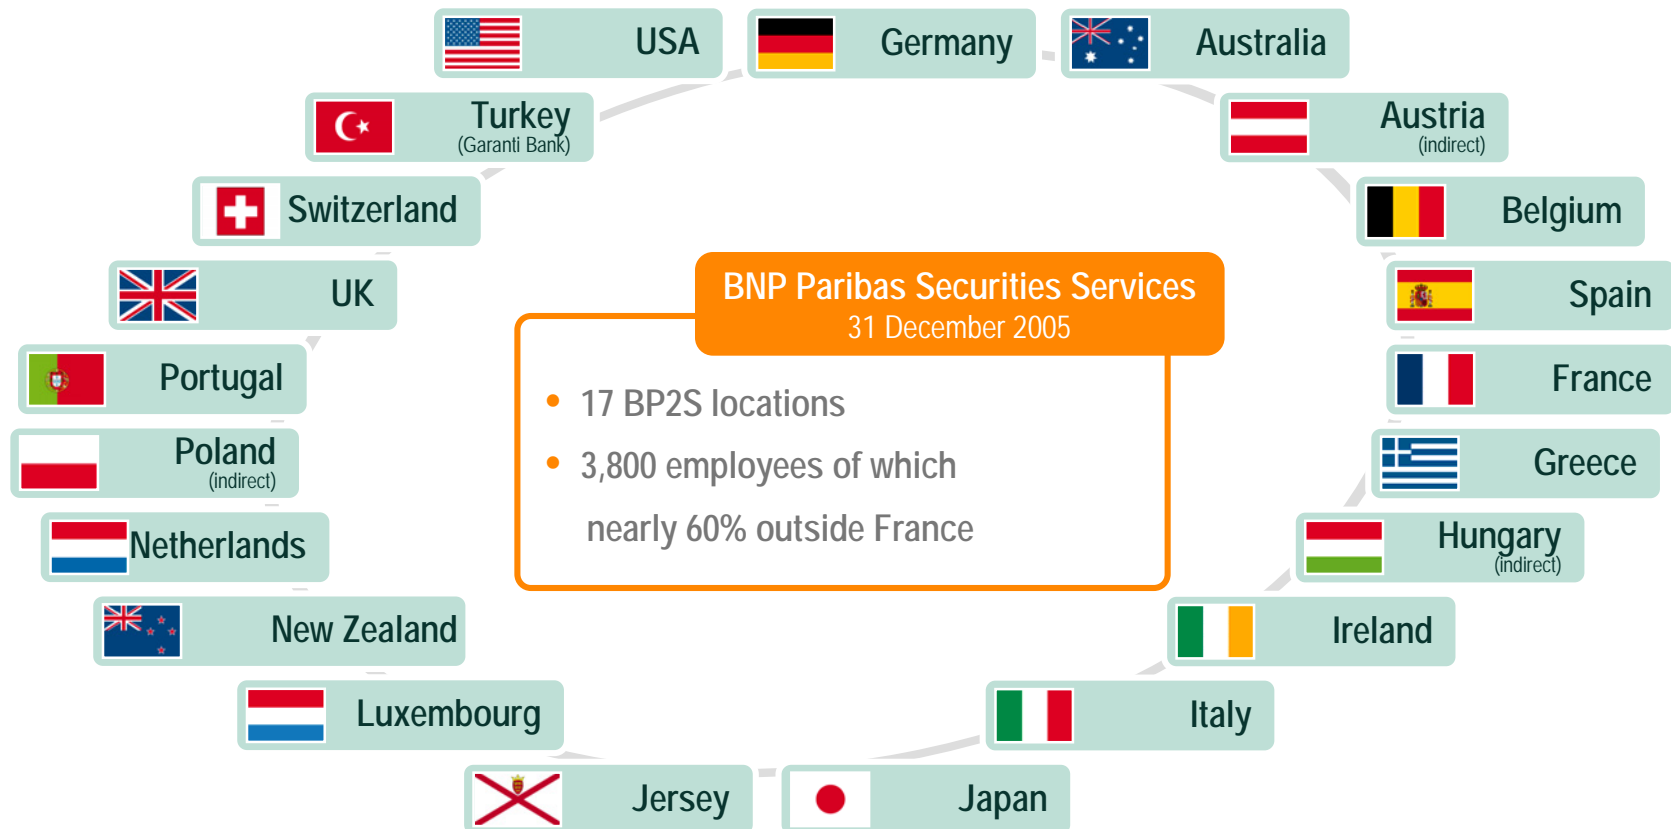 USA
Germany
Australia
Turkey
(Garanti Bank)
Austria
(indirect)
Switzerland
Belgium
UK
BNP Paribas Securities Services
31 December 2005
Spain
Portugal
• 17 BP2S locations
France
Poland
(indirect)
• 3,800 employees of which
nearly 60% outside France
Greece
Netherlands
Hungary
(indirect)
New Zealand
Ireland
Luxembourg
Italy
Jersey
Japan